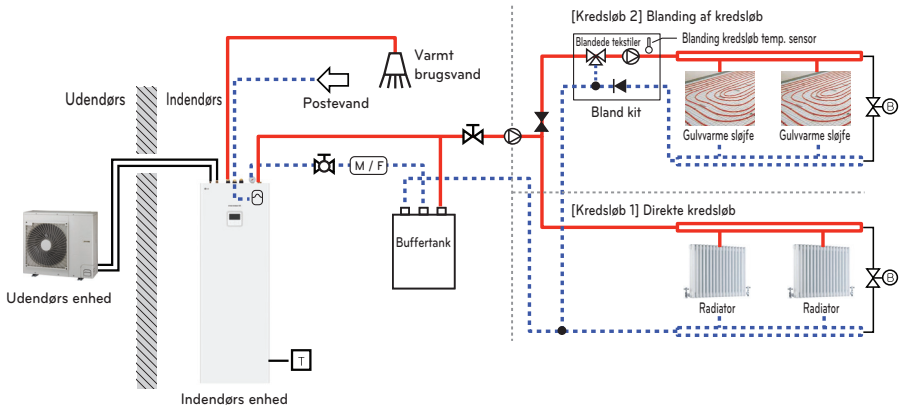 [Kredsløb 2] Blanding af kredsløb
Blandede tekstiler
Blanding kredsløb temp. sensor
Varmt
brugsvand
Udendørs
Indendørs
Postevand
Bland kit
Gulvvarme sløjfe
Gulvvarme sløjfe
B
M / F
[Kredsløb 1] Direkte kredsløb
Buffertank
B
Udendørs enhed
Radiator
Radiator
T
Indendørs enhed